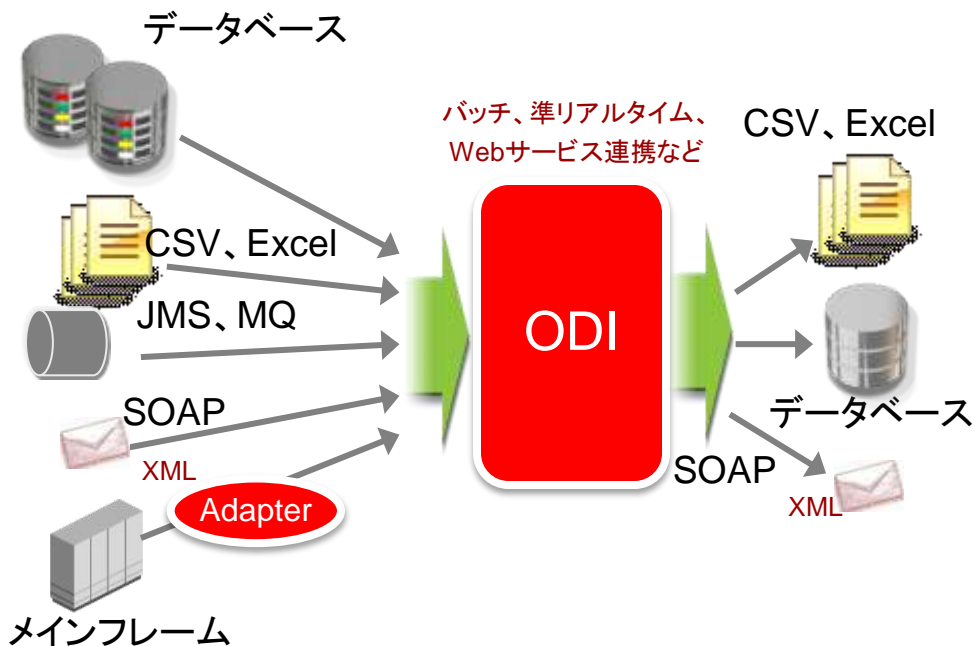 データベース
CSV、Excel
JMS、MQ
SOAP
XML
Adapter
メインフレーム
バッチ、準リアルタイム、
Webサービス連携など
ODI
CSV、Excel
データベース
SOAP
XML